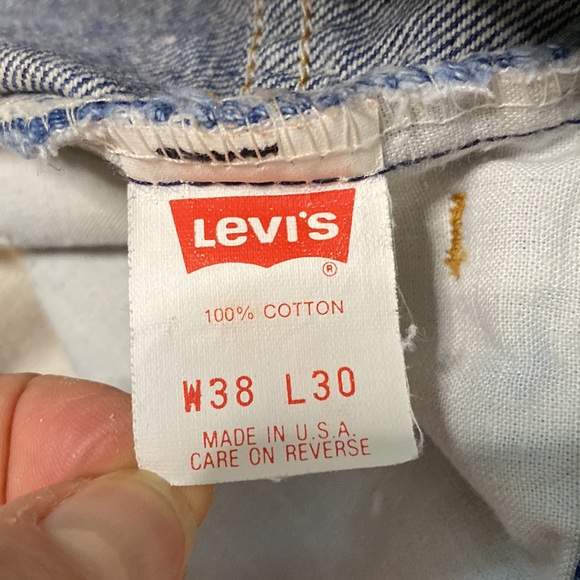 Levi's
®
100% COTTON
W38 L30
MADE IN U.S.A.
CARE ON REVERSE